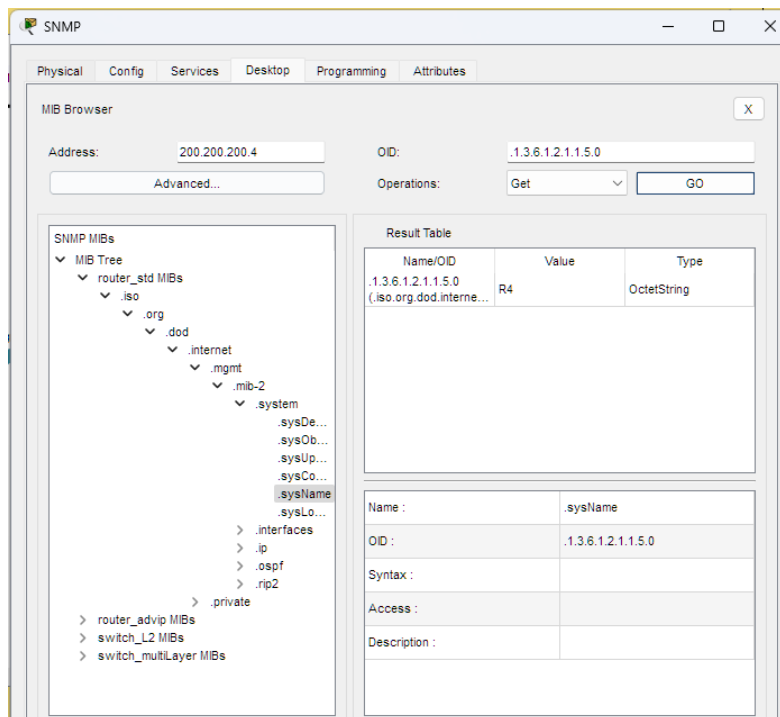 SNMP
Physical Config Services Desktop Programming Attributes
MIB Browser
X
Address: 200.200.200.4 OID: .1.3.6.1.2.1.1.5.0
Advanced... Operations: Get GO
SNMP MIBs
MIB Tree
router_std MIBs
.iso
.org
.dod
.internet
.mgmt
.mib-2
.system
.sysDe...
.sysOb...
.sysUp...
.sysCo...
.sysName
.sysLo...
.interfaces
.ip
.ospf
.rip2
.private
router_advip MIBs
switch_L2 MIBs
switch_multiLayer MIBs
Result Table
Name/OID Value Type
.1.3.6.1.2.1.1.5.0
(.iso.org.dod.interne... R4 OctetString
Name : .sysName
OID : .1.3.6.1.2.1.1.5.0
Syntax :
Access :
Description :